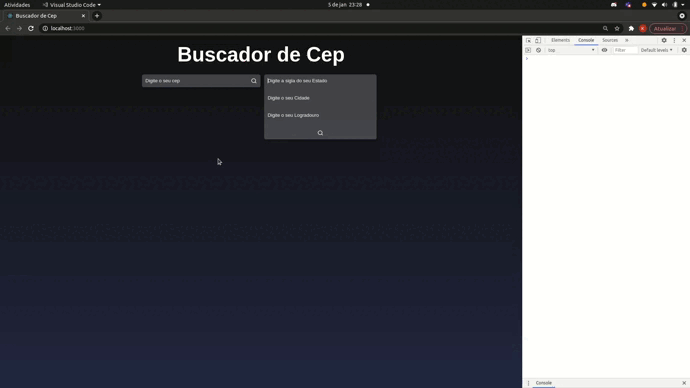 Atividades
Visual Studio Code
5 de jan 23:28
Buscador de Cep
localhost:3000
Atualizar
Elements
Console
Sources
top
Filter
Default levels
Buscador de Cep
Digite o seu cep
Digite a sigla do seu Estado
Digite o seu Cidade
Digite o seu Logradouro
Console